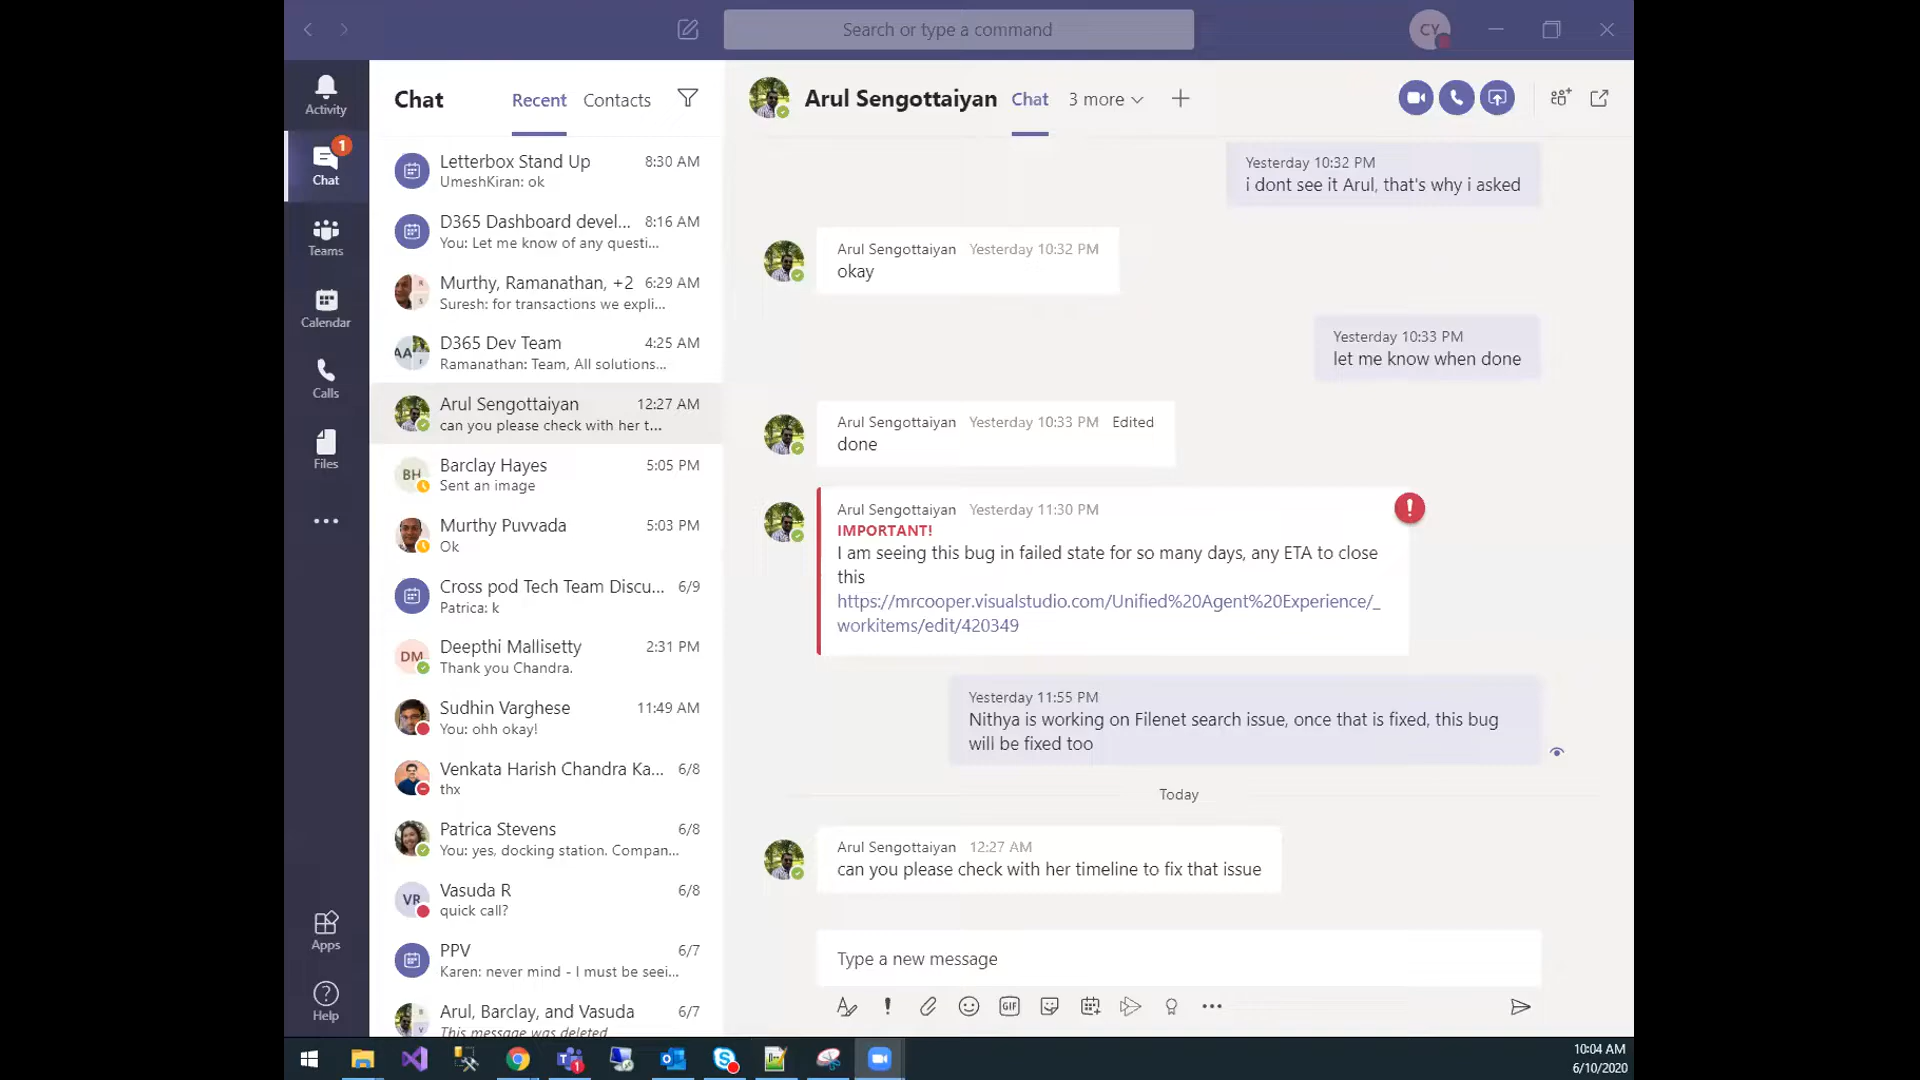 Search or type a command
CY
Activity
1
Chat
Teams
Calendar
Calls
Files
Apps
Help
Chat
Recent
Contacts
Letterbox Stand Up 8:30 AM
UmeshKiran: ok
D365 Dashboard devel... 8:16 AM
You: Let me know of any questi...
Murthy, Ramanathan, +2 6:29 AM
Suresh: for transactions we expli...
D365 Dev Team 4:25 AM
Ramanathan: Team, All solutions...
Arul Sengottaiyan 12:27 AM
can you please check with her t...
BH
Barclay Hayes 5:05 PM
Sent an image
Murthy Puvvada 5:03 PM
Ok
Cross pod Tech Team Discu... 6/9
Patrica: k
DM
Deepthi Mallisetty 2:31 PM
Thank you Chandra.
Sudhin Varghese 11:49 AM
You: ohh okay!
Venkata Harish Chandra Ka... 6/8
thx
Patrica Stevens 6/8
You: yes, docking station. Compan...
VR
Vasuda R 6/8
quick call?
PPV 6/7
Karen: never mind - I must be seei...
Arul, Barclay, and Vasuda 6/7
This message was deleted
Arul Sengottaiyan
Chat
3 more
Yesterday 10:32 PM
i dont see it Arul, that's why i asked
Arul Sengottaiyan Yesterday 10:32 PM
okay
Yesterday 10:33 PM
let me know when done
Arul Sengottaiyan Yesterday 10:33 PM Edited
done
Arul Sengottaiyan Yesterday 11:30 PM
IMPORTANT!
I am seeing this bug in failed state for so many days, any ETA to close
this
https://mrcooper.visualstudio.com/Unified%20Agent%20Experience/_
workitems/edit/420349
Yesterday 11:55 PM
Nithya is working on Filenet search issue, once that is fixed, this bug
will be fixed too
Today
Arul Sengottaiyan 12:27 AM
can you please check with her timeline to fix that issue
Type a new message
GIF
10:04 AM
6/10/2020